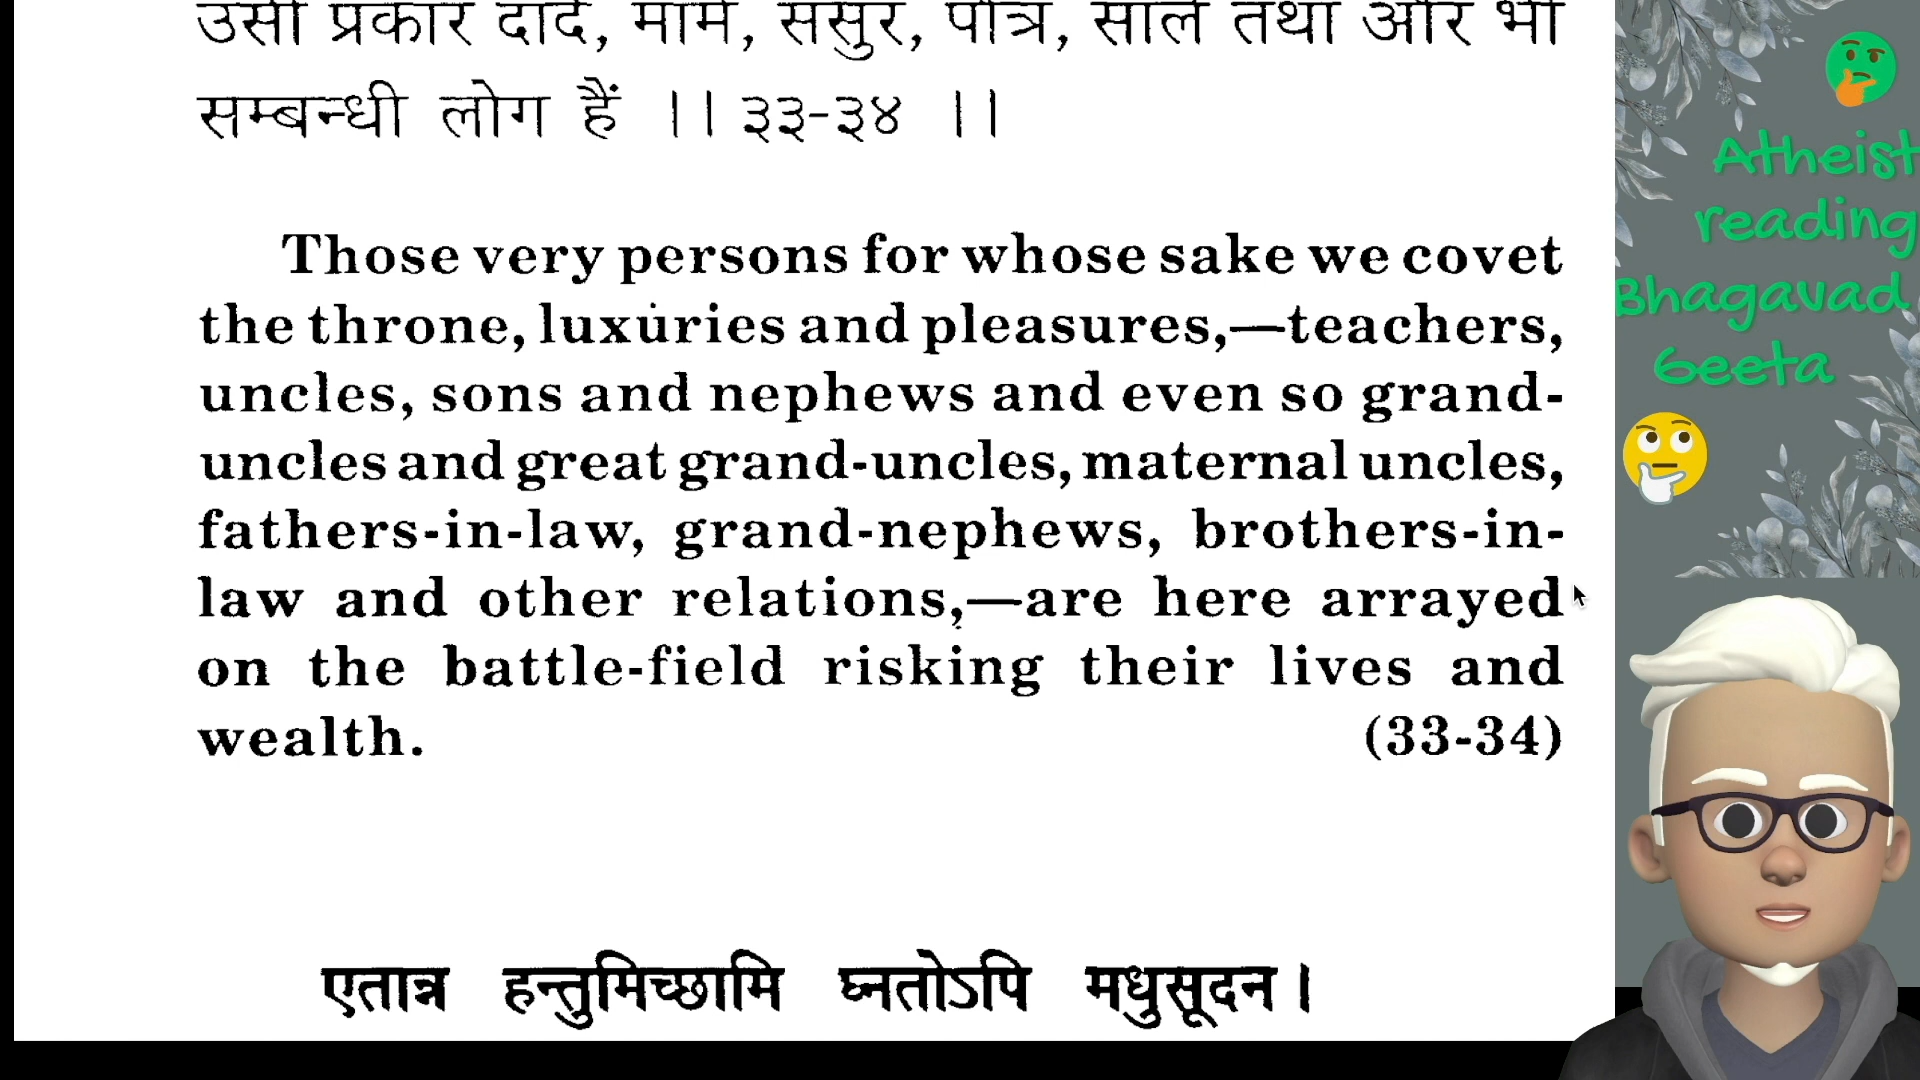 उसी प्रकार दादे, मामे, ससुर, पौत्र, साले तथा और भी
सम्बन्धी लोग हैं ।। ३३-३४ ।।
Those very persons for whose sake we covet
the throne, luxuries and pleasures,—teachers,
uncles, sons and nephews and even so grand-
uncles and great grand-uncles, maternal uncles,
fathers-in-law, grand-nephews, brothers-in-
law and other relations,—are here arrayed
on the battle-field risking their lives and
wealth. (33-34)
एतान्न हन्तुमिच्छामि घ्नतोऽपि मधुसूदन ।
Atheist
reading
Bhagavad
Geeta